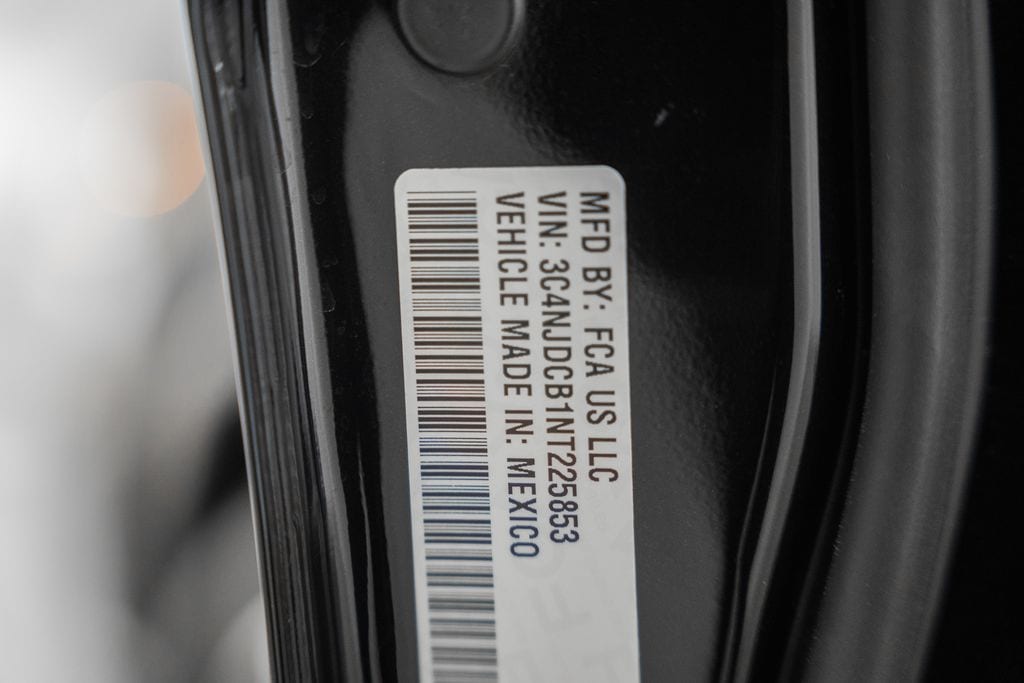 MFD BY: FCA US LLC
VIN: 3C4NJDCB1NT225853
VEHICLE MADE IN: MEXICO